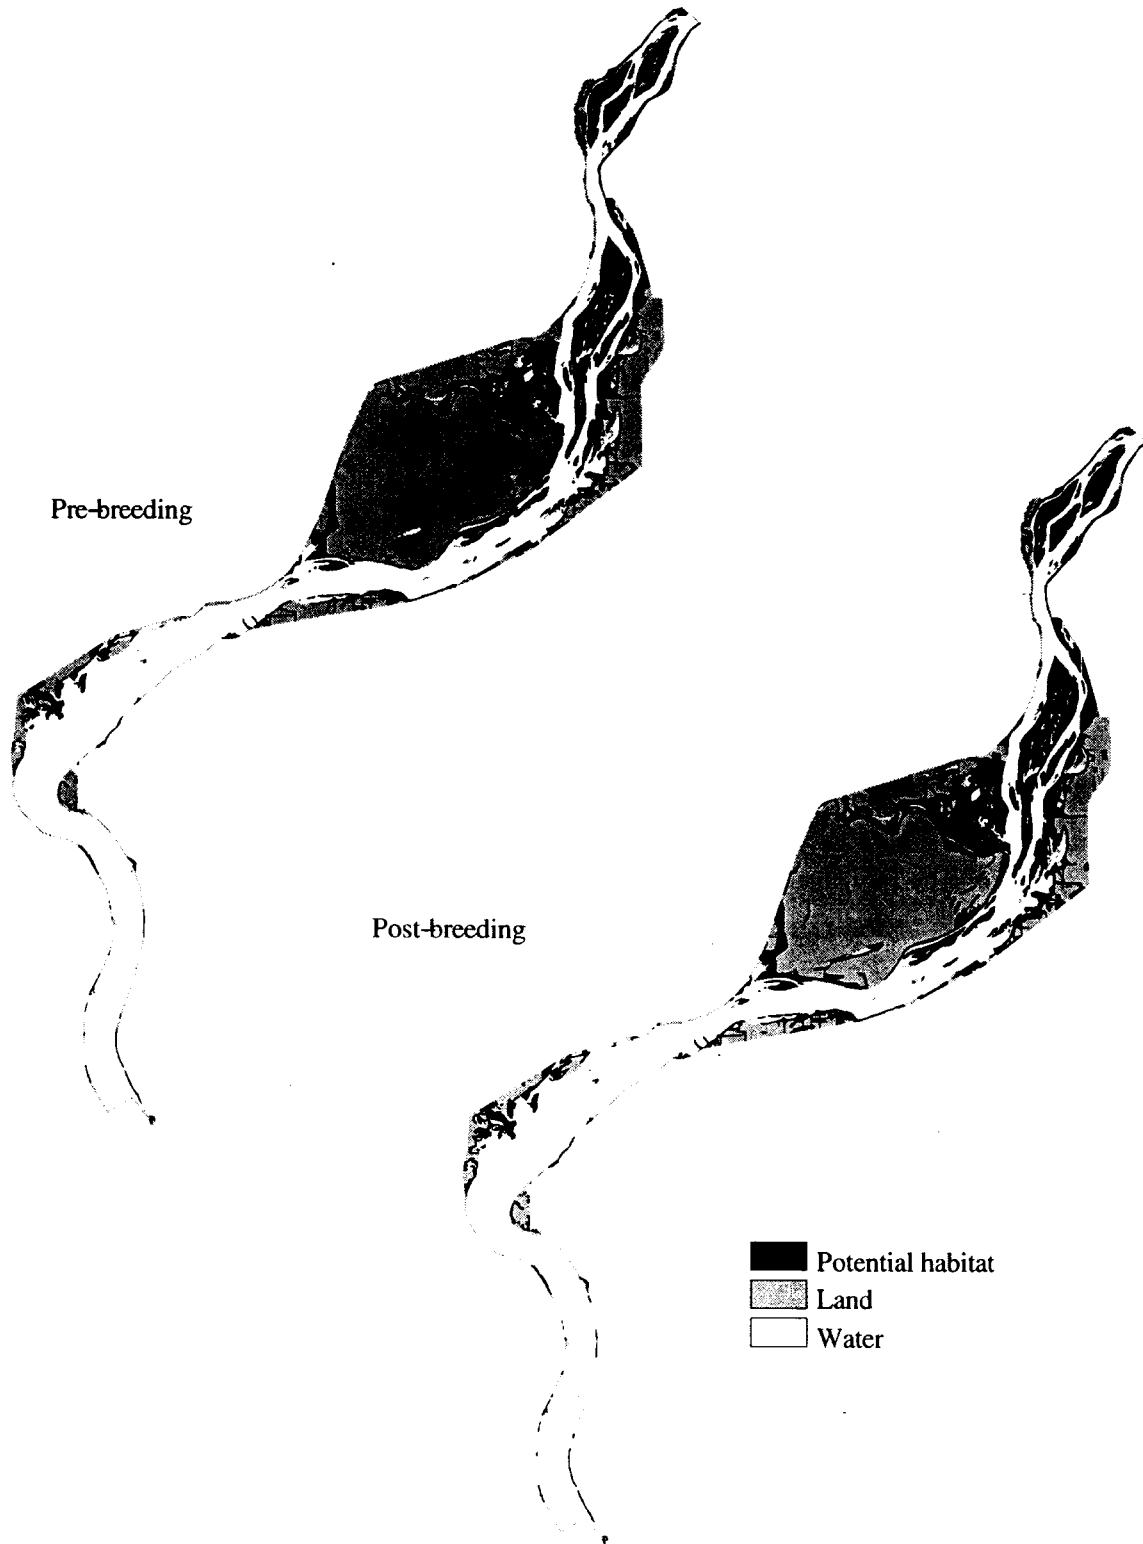 Pre-breeding
Post-breeding
Potential habitat
Land
Water